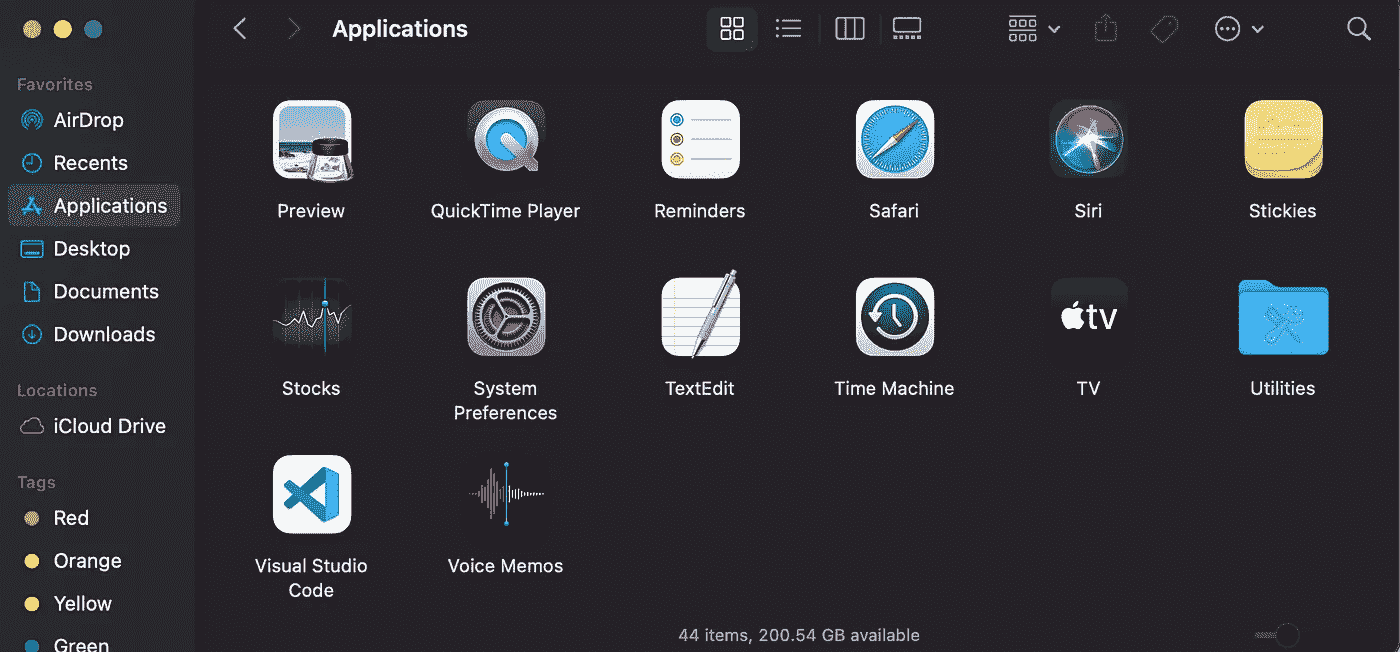 Applications
Favorites
AirDrop
Recents
Applications
Desktop
Documents
Downloads
Locations
iCloud Drive
Tags
Red
Orange
Yellow
Green
Preview
QuickTime Player
Reminders
Safari
Siri
Stickies
tv
Stocks
System
Preferences
TextEdit
Time Machine
TV
Utilities
Visual Studio
Code
Voice Memos
44 items, 200.54 GB available